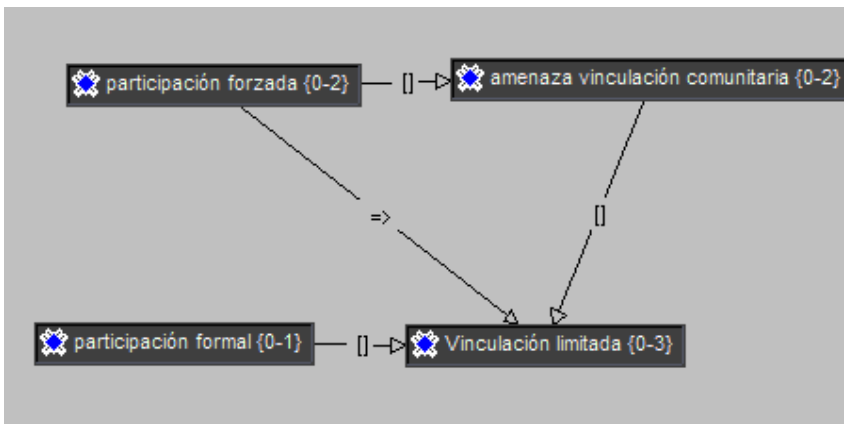 participación forzada {0-2}
[]
amenaza vinculación comunitaria {0-2}
=>
[]
participación formal {0-1}
[]
Vinculación limitada {0-3}